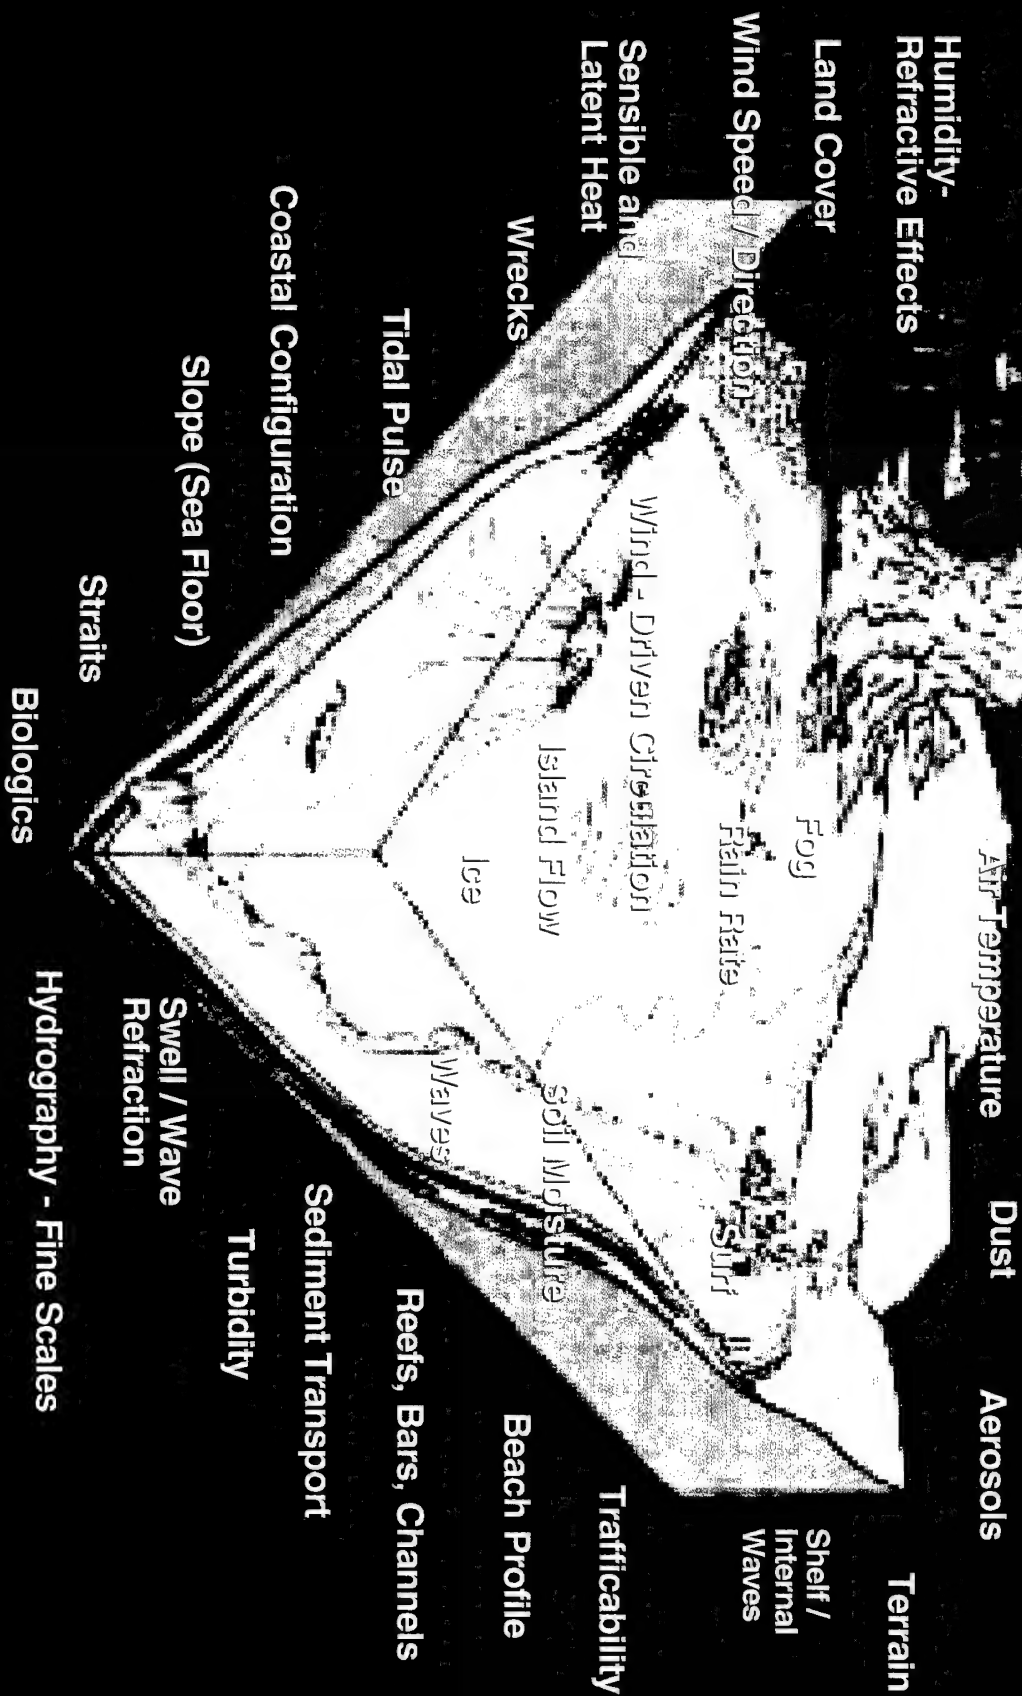 Humidity-
Refractive Effects
Air Temperature
Dust
Aerosols
Terrain
Land Cover
Wind Speed / Direction
Fog
Rain Rate
Surf
Shelf /
Internal
Waves
Sensible and
Latent Heat
Wind - Driven Circulation
Trafficability
Wrecks
Island Flow
Soil Moisture
Beach Profile
Tidal Pulse
Ice
Waves
Reefs, Bars, Channels
Coastal Configuration
Sediment Transport
Slope (Sea Floor)
Turbidity
Swell / Wave
Refraction
Straits
Hydrography - Fine Scales
Biologics